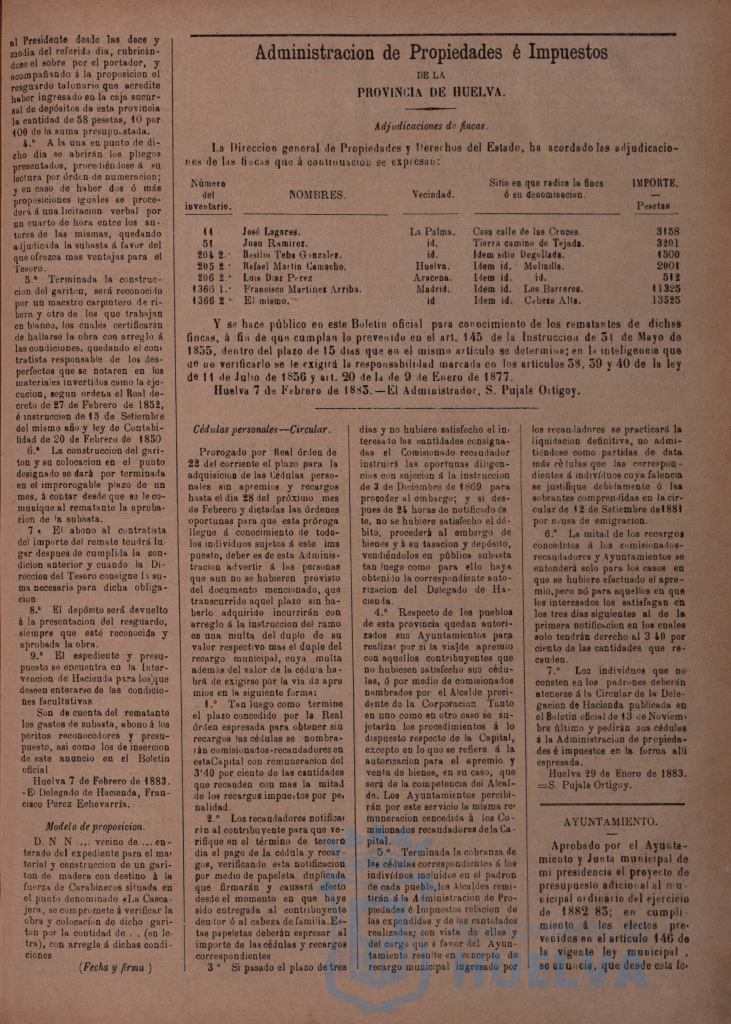 al Presidente desde las doce y
media del referido dia, rubricán-
dose el sobre por el portador, y
acompañando á la proposicion el
resguardo talonario que acredite
haber ingresado en la caja sucur-
sal de depósitos da esta provincia
la cantidad de 58 pesetas, 10 por
100 de la suma presupuestada.
4.ª A la una en punto de di-
cho dia se abrirán los pliegos
presentados, procediéndose á su
lectura por órden de numeracion;
y en caso de haber dos ó más
proposiciones iguales se proce-
derá á una licitacion verbal por
un cuarto de hora entre los au-
tores de las mismas, quedando
adjudicada la subasta á favor del
que ofrezca mas ventajas para el
Tesoro.
5.ª Terminada la construc-
cion del gariton, será reconocido
por un maestro carpintero de ri-
bera y otro de los que trabajan
en blanco, los cuales certificarán
de hallarse la obra con arreglo á
las condiciones, quedando el con-
tratista responsable de los des-
perfectos que se notaren en los
materiales invertidos como la eje-
cucion, segun ordena el Real de-
creto de 27 de Febrero de 1852,
é instruccion de 15 de Setiembre
del mismo año y ley de Contabi-
lidad de 20 de Febrero de 1850
6.ª La construccion del gari-
ton y su colocacion en el punto
designado se dará por terminada
en el improrogable plazo de un
mes, á contar desde que se le co-
munique al rematante la aproba-
cion de la subasta.
7ª El abono al contratista
del importe del remate tendrá lu-
gar despues de cumplida la con-
dicion anterior y cuando la Di-
reccion del Tesoro consigne la su
ma necesaria para dicha obliga-
cion
8.ª El depósito será devuelto
á la presentacion del resguardo,
siempre que esté reconocida y
aprobada la obra.
9.ª El espediente y presu-
puesto se encuentra en la Inter-
vencion de Hacienda para los que
deseen enterarse de las condicio-
nes facultativas.
Son de cuenta del rematante
los gastos de subasta, abono á los
peritos reconocedores y presu-
puesto, asi como los de insercion
de este anuncio en el Boletin
oficial
Huelva 7 de Febrero de 1883.
-El Delegado de Hacienda, Fran-
cisco Perez Echevarría.
Modelo de proposicion.
D. N N .... vecino de.... en-
terado del expediente para el ma-
terial y construccion de un gari-
ton de madera con destino á la
fuerza de Carabineros situada en
el punto denominado «La Casca-
jera, se compromete á verificar la
obra y colocacion de dicho gari-
ton por la cantidad de... (en le-
tra), con arreglo á dichas condi-
ciones
(Fecha y firma )
Administracion de Propiedades é Impuestos
DE LA
PROVINCIA DE HUELVA.
Adjudicaciones de fincas.
La Direccion general de Propiedades y Derechos del Estado, ha acordado las adjudicacio-
nes de las fincas que á continuacion se expresan:
Número del inventario. NOMBRES. Vecindad. Sitio en que radica la finca ó su denominacion. IMPORTE. — Pesetas
11 José Lagares. La Palma. Casa calle de las Cruces. 3158
51 Juan Ramirez. id. Tierra camino de Tejada. 3201
204 2.º Basilio Teba Gonzalez. id. Idem sitio Degollada. 1500
205 2.º Rafael Martin Camacho, Huelva. Idem id. Molinilla. 2001
206 2.º Luis Diaz Perez Aracena. Idem id. id. 512
1366 1.º Francisco Martinez Arriba. Madrid. Idem id. Los Barreros. 11325
1366 2.º El mismo. id Idem id. Cabeza Alta. 13525
Y se hace público en este Boletin oficial para conocimiento de los rematantes de dichas
fincas, á fin de que cumplan lo prevenido en el art. 145 de la Instruccion de 31 de Mayo de
1855, dentro del plazo de 15 dias que en el mismo articulo se determina; en la inteligencia que
de no verificarlo se le exigirá la responsabilidad marcada en los articulos 38, 39 y 40 de la ley
de 11 de Julio de 1856 y art. 20 de la de 9 de Enero de 1877.
Huelva 7 de Febrero de 1883.—El Administrador, S. Pujals Ortigoy.
Cédulas personales—Circular.
Prorogado por Real órden de
22 del corriente el plazo para la
adquisicion de las Cédulas perso-
nales sin apremios y recargos
hasta el dia 28 del próximo mes
de Febrero y dictadas las órdenes
oportunas para que esta próroga
llegue á conocimiento de todo-
los individuos sujetos á este ims
puesto, deber es de esta Adminis-
tracion advertir á las personas
que aun no se hubieren provisto
del documento mencionado, que
transcurrido aquel plazo sin ha-
berlo adquirido incurrirán con
arreglo á la instruccion del ramo
es una multa del duplo de su
valor respectivo mas el duplo del
recargo municipal, cuya multa
ademas del valor de la cédula ha-
brá de exigirse por la via de apre
mios en la siguiente forma:
1.º Tan luego como termine
el plazo concedido por la Real
órden espresada para obtener sin
recargos las cédulas se nombra-
rán comisionados-recaudadores en
esta Capital con remuneracion del
3'40 por ciento de las cantidades
que recauden con mas la mitad
de los recargos impuestos por pe-
nalidad.
2º Los recaudadores notifica-
rán al contribuyente para que ve-
rifique en el término de tercero
dia el pago de la cédula y recar-
gos, verificando esta notificacion
por medio de papeleta duplicada
que firmarán y causará efecto
desde el momento en que haye
sido entregada al contribuyente
deudor ó al cabeza de familia. Es-
tas papeletas deberán espresar al
importe de las cédulas y recargos
correspondientes
3º Si pasado el plazo de tres
dias y no hubiere satisfecho el in-
teresado las cantidades consigna-
das el Comisionado-recaudador
instruirá las oportunas diligen-
cias con sujecion á la instruccion
de 3 de Diciembre de 1869 para
proceder al embargo; y si des-
pues de 24 horas de notificado és
te, no se hubiere satisfecho el dé-
bito, procederá al embargo de
bienes y á su tasacion y depósito,
vendiéndolos en pública subasta
tan luego como para ello haya
obtenido la correspondiente auto-
rizacion del Delegado de Ha-
cienda.
4.º Respecto de los pueblos
de esta provincia quedan autori-
zados sus Ayuntamientos para
realizar por si la via de apremio
con aquellos contribuyentes que
no hubiesen satisfecho sus cédu-
las, ó por medio de comisionados
nombrados por el Alcalde presi-
dente de la Corporacion Tanto
en uno como en otro caso se su-
jetarán los procedimientos á lo
dispuesto respecto de la Capital,
excepto en lo que se refiere á la
autorizacion para el apremio y
venta de bienes, en su caso, que
será de la competencia del Alcal-
de. Los Ayuntamientos percibi-
rán por este servicio la misma re-
muneracion concedida á los Co-
misionados recaudadores de la Ca-
pital.
5.º Terminada la cobranza de
las cédulas correspondientes á los
individuos incluidos en el padron
de cada pueblo, los Alcaldes remi-
tirán á la Administracion de Pro-
piedades é Impuestos relacion de
las expendidas y de las cantidades
realizadas; con vista de ellas y
del cargo que á favor del Ayun-
tamiento resulte en concepto de
recargo municipal ingresado por
los recaudadores se practicará la
liquidacion definitiva, no admi-
tiéndose como partidas de data
más células que las correspon-
dientes á individuos cuya falencia
se justifique debidamente ó las
sobrantes comprendidas en la cir-
cular de 12 de Setiembre de 1881
por causa de emigracion.
6.º La mitad de los recargos
concedidos á los comisionados-
recaudadores y Ayuntamientos se
entenderá solo para los casos en
que se hubiere efectuado el apre-
mio, pero nó para aquellos en que
los interesados los satisfagan en
los tres dias siguientes al de la
primera notificacion en los cuales
solo tendrán derecho al 3 40 por
ciento de las cantidades que re-
cauden.
7.º Los individuos que no
consten en los padrones deberán
atenerse á la Circular de la Dele-
gacion de Hacienda publicada en
el Boletin oficial de 13 de Noviem-
bre último y pedirán sus cédulas
á la Administracion de propieda-
des é impuestos en la forma alli
espresada.
Huelva 29 de Enero de 1883.
=S. Pujals Ortigoy.
AYUNTAMIENTO.
Aprobado por el Ayunta-
miento y Junta municipal de
mi presidencia el proyecto de
presupuesto adicional al mu-
nicipal ordinario del ejercicio
de 1882 83; en cumpli-
miento á los efectos pre-
venidos en el artículo 146 de
la vigente ley municipal ,
se anuncia, que desde esta fe-
HUELVA